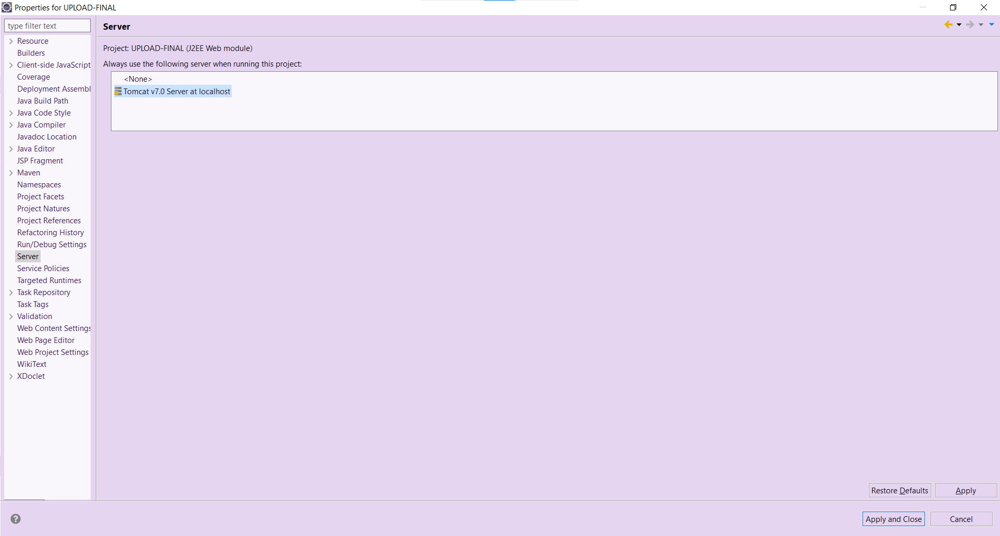 Properties for UPLOAD-FINAL
type filter text
Resource
Builders
Client-side JavaScript
Coverage
Deployment Assembl
Java Build Path
Java Code Style
Java Compiler
Javadoc Location
Java Editor
JSP Fragment
Maven
Namespaces
Project Facets
Project Natures
Project References
Refactoring History
Run/Debug Settings
Server
Service Policies
Targeted Runtimes
Task Repository
Task Tags
Validation
Web Content Settings
Web Page Editor
Web Project Settings
WikiText
XDoclet
Server
Project: UPLOAD-FINAL (J2EE Web module)
Always use the following server when running this project:
<None>
Tomcat v7.0 Server at localhost
Restore Defaults
Apply
?
Apply and Close
Cancel